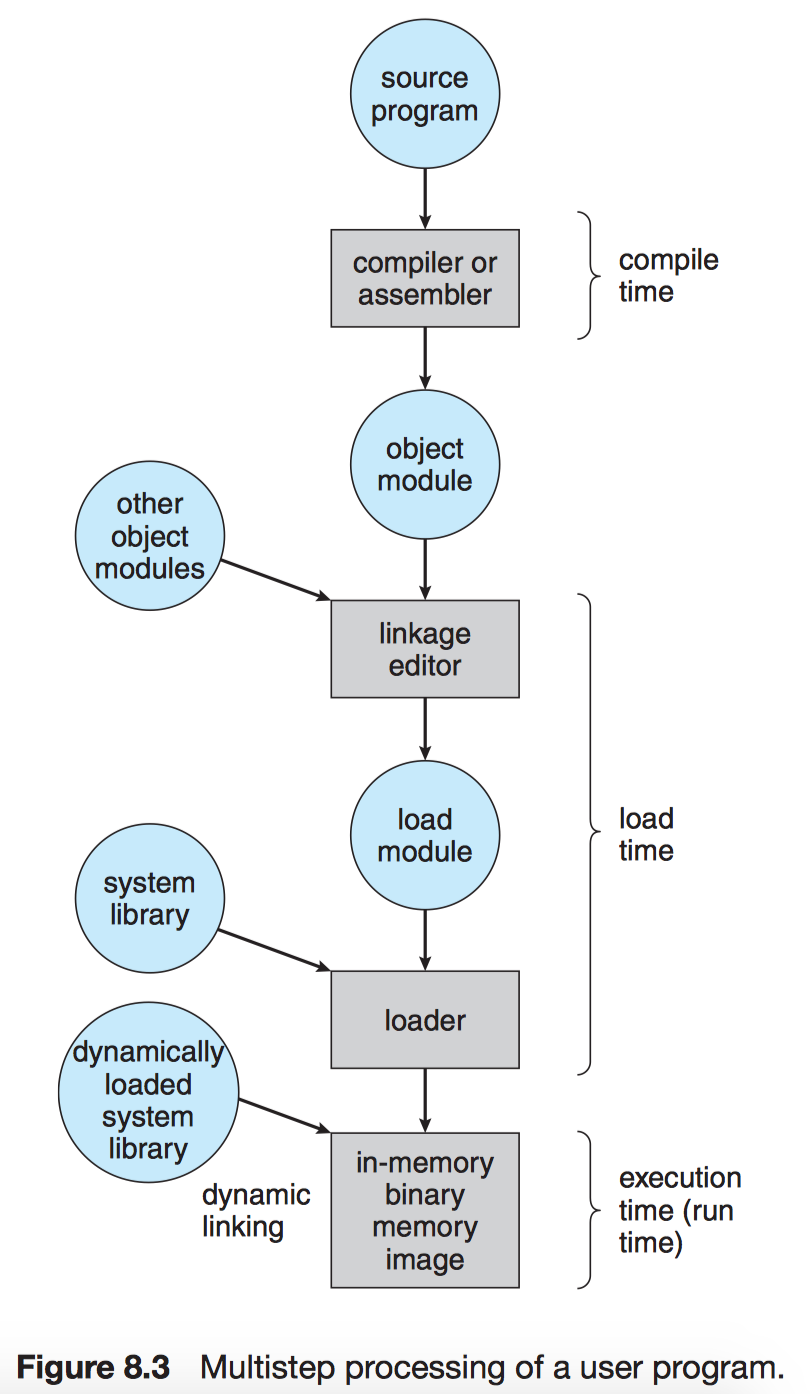 source
program
compiler or
assembler
compile
time
object
module
other
object
modules
linkage
editor
load
module
load
time
system
library
loader
dynamically
loaded
system
library
dynamic
linking
in-memory
binary
memory
image
execution
time (run
time)
Figure 8.3 Multistep processing of a user program.